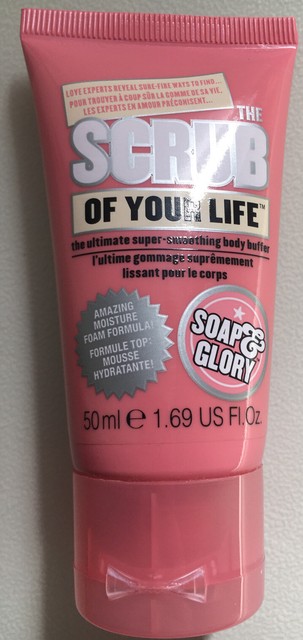 LOVE EXPERTS REVEAL SURE-FIRE WAYS TO FIND...
POUR TROUVER À COUP SÛR LA GOMME DE SA VIE,
LES EXPERTS EN AMOUR PRÉCONISENT...
THE
SCRUB
OF YOUR LIFE™
the ultimate super-smoothing body buffer
l'ultime gommage suprêmement
lissant pour le corps
AMAZING
MOISTURE
FOAM FORMULA!
FORMULE TOP:
MOUSSE
HYDRATANTE!
SOAP &
GLORY
50ml e 1.69 US Fl.Oz.